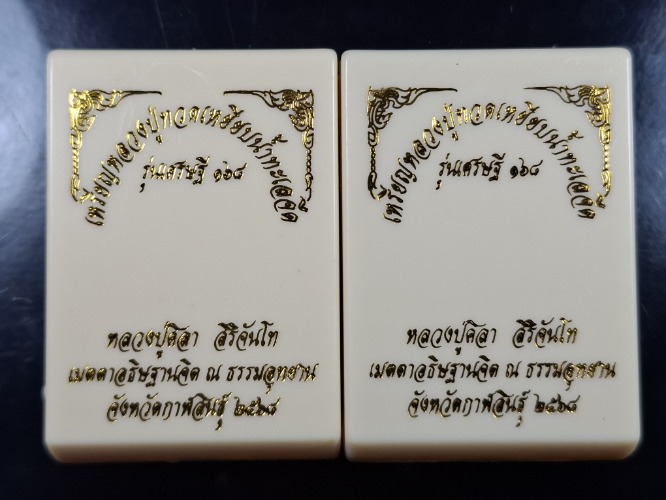 เหรียญหลวงปู่ทวดเหยียบน้ำทะเลจืด
รุ่นเศรษฐี ๑๖๘
หลวงปู่ศิลา สิริจันโท
เมตตาอธิษฐานจิต ณ ธรรมอุทยาน
จังหวัดกาฬสินธุ์ ๒๕๖๘
เหรียญหลวงปู่ทวดเหยียบน้ำทะเลจืด
รุ่นเศรษฐี ๑๖๘
หลวงปู่ศิลา สิริจันโท
เมตตาอธิษฐานจิต ณ ธรรมอุทยาน
จังหวัดกาฬสินธุ์ ๒๕๖๘